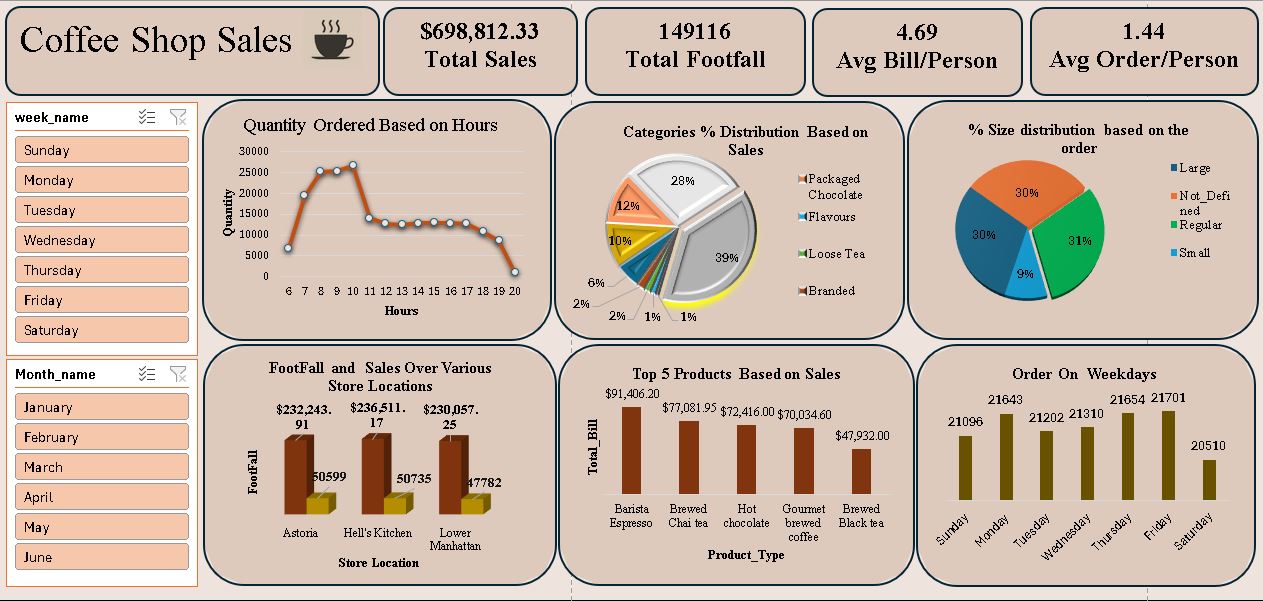 Coffee Shop Sales
$698,812.33
Total Sales
149116
Total Footfall
4.69
Avg Bill/Person
1.44
Avg Order/Person
week_name
Sunday
Monday
Tuesday
Wednesday
Thursday
Friday
Saturday
Month_name
January
February
March
April
May
June
Quantity Ordered Based on Hours
Quantity
30000
25000
20000
15000
10000
5000
0
6 7 8 9 10 11 12 13 14 15 16 17 18 19 20
Hours
Categories % Distribution Based on
Sales
28%
12%
10%
39%
6%
2%
2%
1%
1%
Packaged
Chocolate
Flavours
Loose Tea
Branded
% Size distribution based on the
order
30%
30%
31%
9%
Large
Not_Defi
ned
Regular
Small
FootFall and Sales Over Various
Store Locations
$232,243.
91
$236,511.
17
$230,057.
25
50599
50735
47782
FootFall
Astoria
Hell's Kitchen
Lower
Manhattan
Store Location
Top 5 Products Based on Sales
$91,406.20
$77,081.95
$72,416.00
$70,034.60
$47,932.00
Total_Bill
Barista
Espresso
Brewed
Chai tea
Hot
chocolate
Gourmet
brewed
coffee
Brewed
Black tea
Product_Type
Order On Weekdays
21096
21643
21202
21310
21654
21701
20510
Sunday
Monday
Tuesday
Wednesday
Thursday
Friday
Saturday